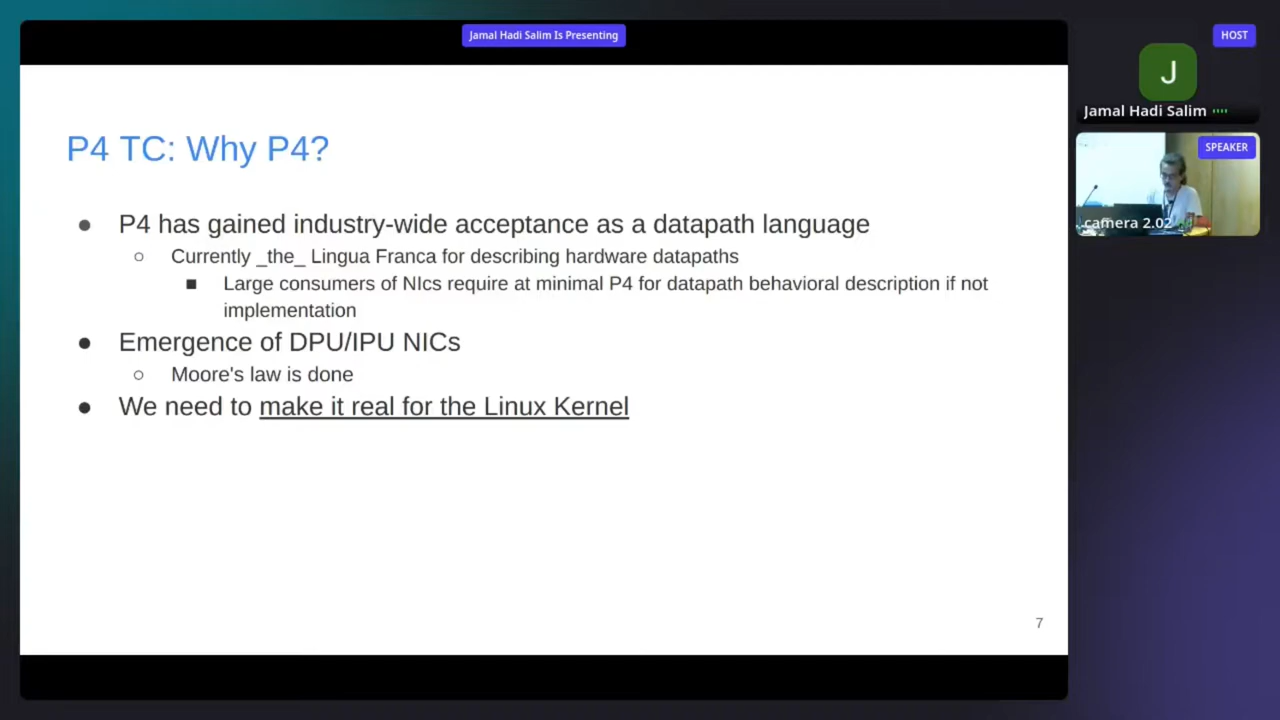 Jamal Hadi Salim Is Presenting
HOST
J
Jamal Hadi Salim
SPEAKER
camera 2.02
P4 TC: Why P4?
● P4 has gained industry-wide acceptance as a datapath language
○ Currently _the_ Lingua Franca for describing hardware datapaths
■ Large consumers of NIcs require at minimal P4 for datapath behavioral description if not
implementation
● Emergence of DPU/IPU NICs
○ Moore's law is done
● We need to make it real for the Linux Kernel
7